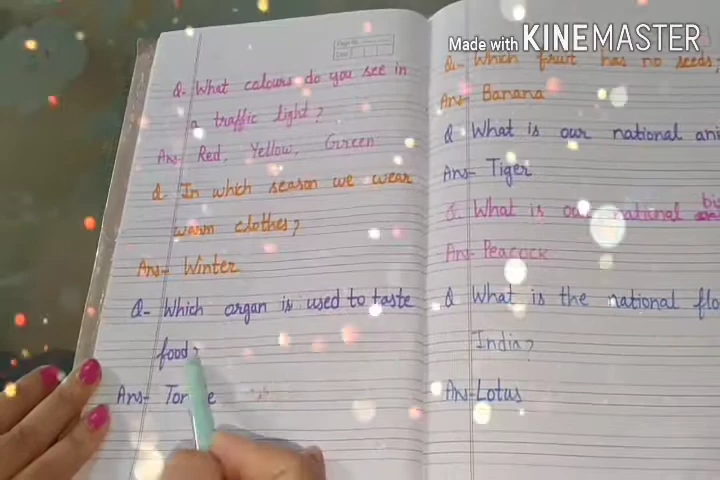 Made with KINEMASTER
Q. What colours do you see in
a traffic light?
Ans- Red, Yellow, Green
Q In which season we wear
warm clothes?
Ans- Winter
Q- Which organ is used to taste
food?
Ans-
Q- Which fruit has no seeds?
Ans- Banana
Q What is our national
Ans- Tiger
Q. What is our national
Ans- Peacock
Q What is the national
India?
Ans- Lotus